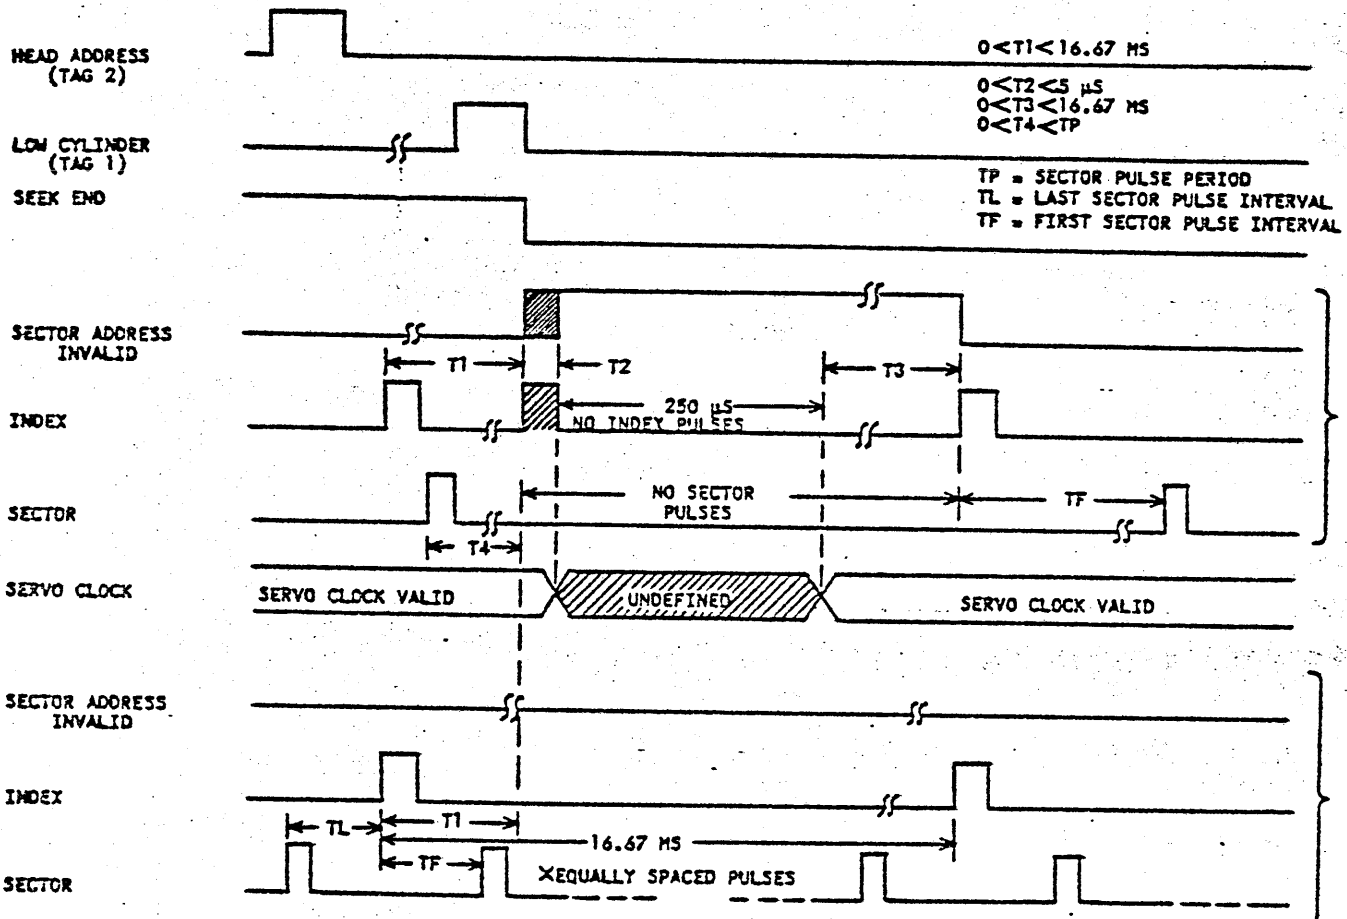 HEAD ADDRESS
(TAG 2)
0<T1<16.67 MS
0<T2<5 µS
0<T3<16.67 MS
0<T4<TP
LOW CYLINDER
(TAG 1)
TP = SECTOR PULSE PERIOD
TL = LAST SECTOR PULSE INTERVAL
TF = FIRST SECTOR PULSE INTERVAL
SEEK END
SECTOR ADDRESS
INVALID
T1
T2
T3
INDEX
250 µS
NO INDEX PULSES
SECTOR
NO SECTOR
PULSES
TF
T4
SERVO CLOCK
SERVO CLOCK VALID
UNDEFINED
SERVO CLOCK VALID
SECTOR ADDRESS
INVALID
INDEX
TL
T1
16.67 MS
TF
SECTOR
XEQUALLY SPACED PULSES